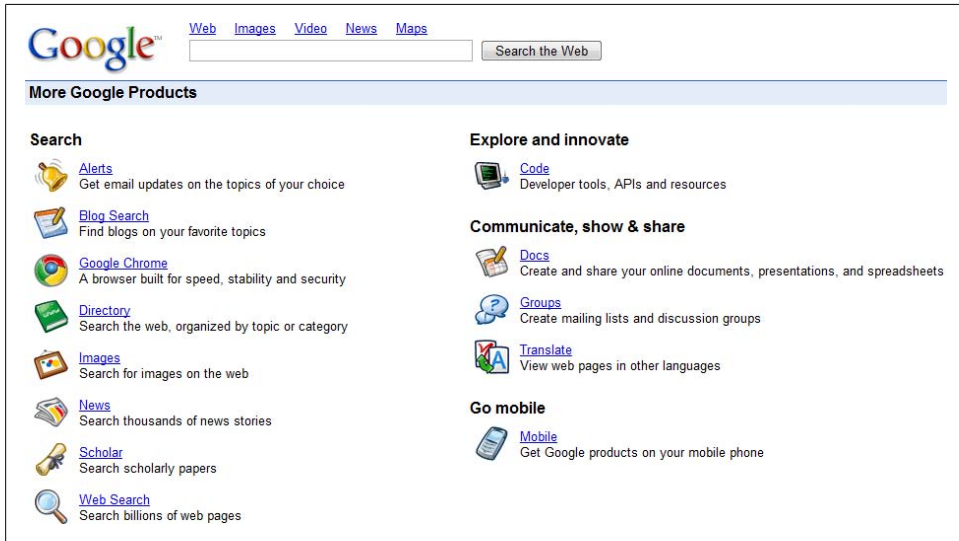 Google™
Web Images Video News Maps
Search the Web
More Google Products
Search
Alerts
Get email updates on the topics of your choice
Blog Search
Find blogs on your favorite topics
Google Chrome
A browser built for speed, stability and security
Directory
Search the web, organized by topic or category
Images
Search for images on the web
News
Search thousands of news stories
Scholar
Search scholarly papers
Web Search
Search billions of web pages
Explore and innovate
Code
Developer tools, APIs and resources
Communicate, show & share
Docs
Create and share your online documents, presentations, and spreadsheets
Groups
Create mailing lists and discussion groups
Translate
View web pages in other languages
Go mobile
Mobile
Get Google products on your mobile phone